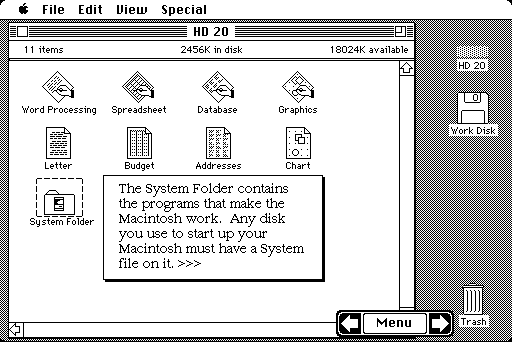 File Edit View Special
HD 20
11 items 2456K in disk 18024K available
HD 20
0
Work Disk
Word Processing Spreadsheet Database Graphics
Letter Budget Addresses Chart
System Folder
The System Folder contains
the programs that make the
Macintosh work. Any disk
you use to start up your
Macintosh must have a System
file on it. >>>
Trash
Menu